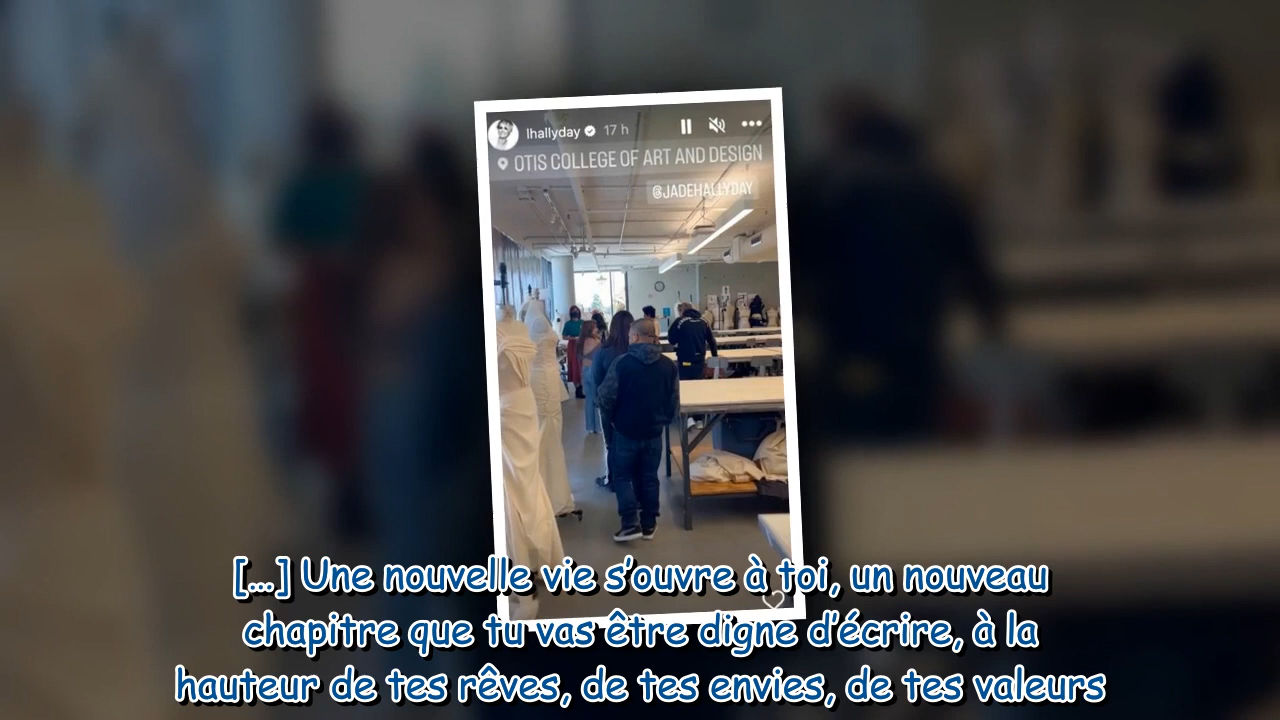 lhallyday 17 h
OTIS COLLEGE OF ART AND DESIGN
@JADEHALLYDAY
[...] Une nouvelle vie s’ouvre à toi, un nouveau
chapitre que tu vas être digne d’écrire, à la
hauteur de tes rêves, de tes envies, de tes valeurs